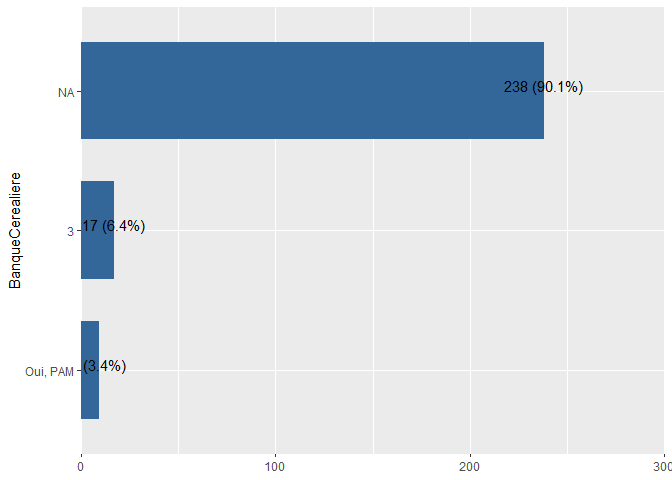 NA
238 (90.1%)
3
17 (6.4%)
Oui, PAM
(3.4%)
BanqueCerealiere
0
100
200
300